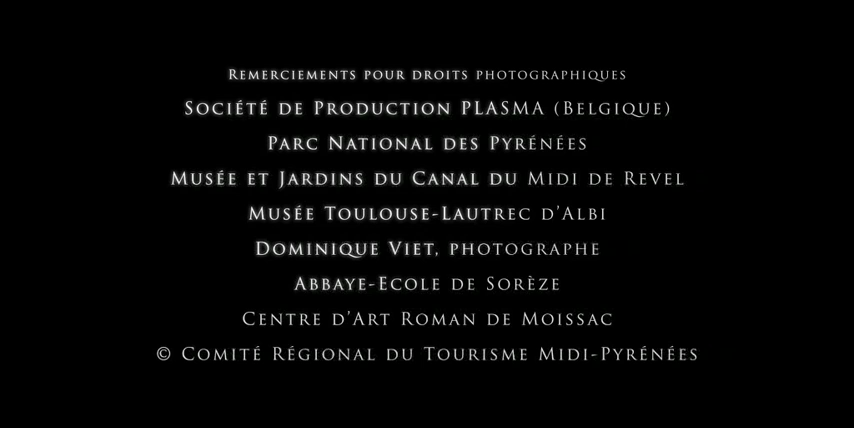 Remerciements pour droits photographiques
Société de Production PLASMA (Belgique)
Parc National des Pyrénées
Musée et Jardins du Canal du Midi de Revel
Musée Toulouse-Lautrec d'Albi
Dominique Viet, photographe
Abbaye-Ecole de Sorèze
Centre d'Art Roman de Moissac
© Comité Régional du Tourisme Midi-Pyrénées